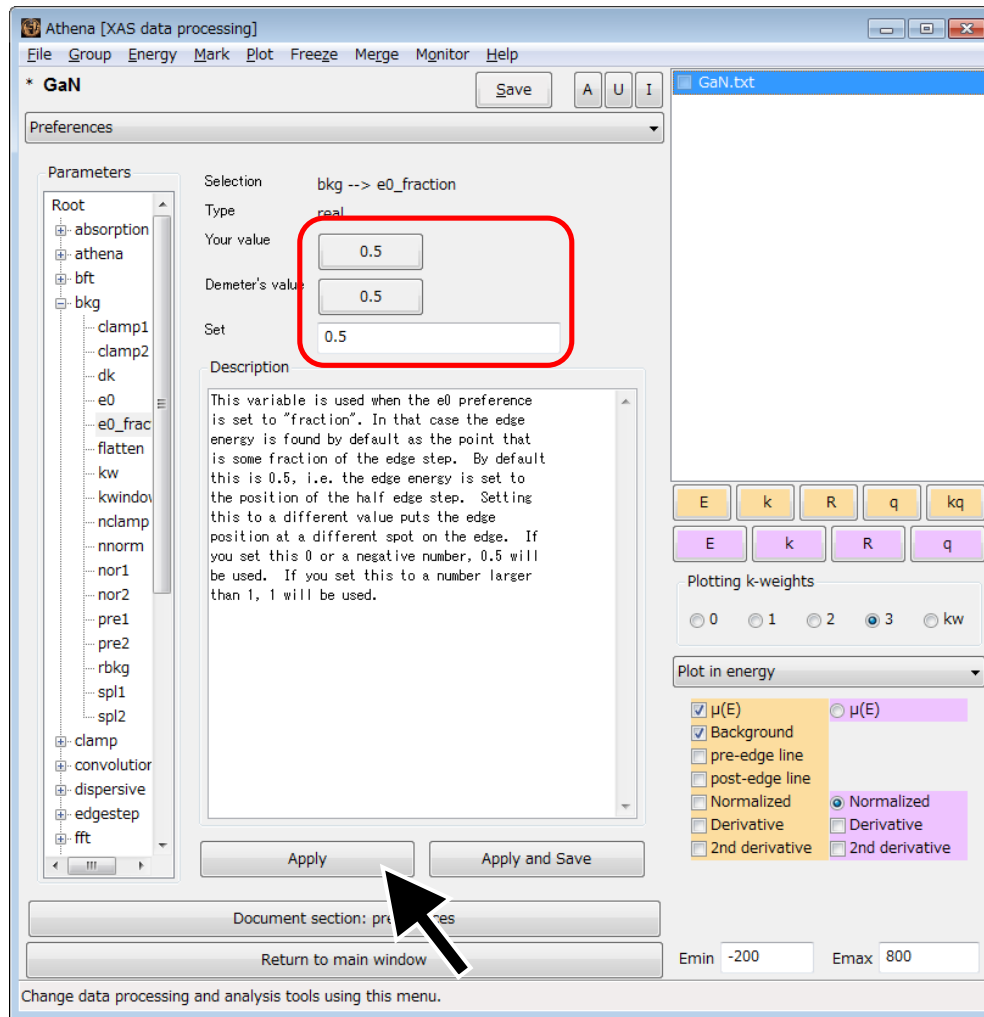 Athena [XAS data processing]
File Group Energy Mark Plot Freeze Merge Monitor Help
* GaN
Save
A U I
GaN.txt
Preferences
Parameters
Root
absorption
athena
bft
bkg
clamp1
clamp2
dk
e0
e0_frac
flatten
kw
kwindow
nclamp
nnorm
nor1
nor2
pre1
pre2
rbkg
spl1
spl2
clamp
convolution
dispersive
edgestep
fft
Selection bkg --> e0_fraction
Type real
Your value 0.5
Demeter's value 0.5
Set 0.5
Description
This variable is used when the e0 preference
is set to "fraction". In that case the edge
energy is found by default as the point that
is some fraction of the edge step. By default
this is 0.5, i.e. the edge energy is set to
the position of the half edge step. Setting
this to a different value puts the edge
position at a different spot on the edge. If
you set this 0 or a negative number, 0.5 will
be used. If you set this to a number larger
than 1, 1 will be used.
Apply
Apply and Save
Document section:
Return to main window
E k R q kq
E k R q
Plotting k-weights
0 1 2 3 kw
Plot in energy
μ(E) μ(E)
Background
pre-edge line
post-edge line
Normalized Normalized
Derivative Derivative
2nd derivative 2nd derivative
Emin -200 Emax 800
Change data processing and analysis tools using this menu.